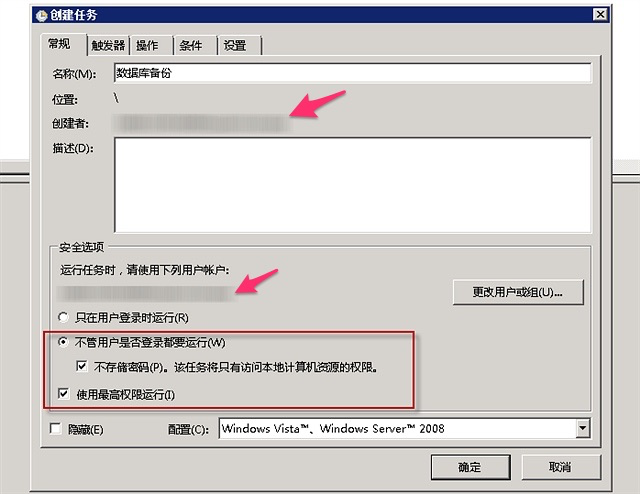 创建任务
常规 触发器 操作 条件 设置
名称(M): 数据库备份
位置: \
创建者:
描述(D):
安全选项
运行任务时，请使用下列用户帐户:
更改用户或组(U)...
只在用户登录时运行(R)
不管用户是否登录都要运行(W)
不存储密码(P)。该任务将只有访问本地计算机资源的权限。
使用最高权限运行(I)
隐藏(E) 配置(C): Windows Vista™、Windows Server™ 2008
确定 取消